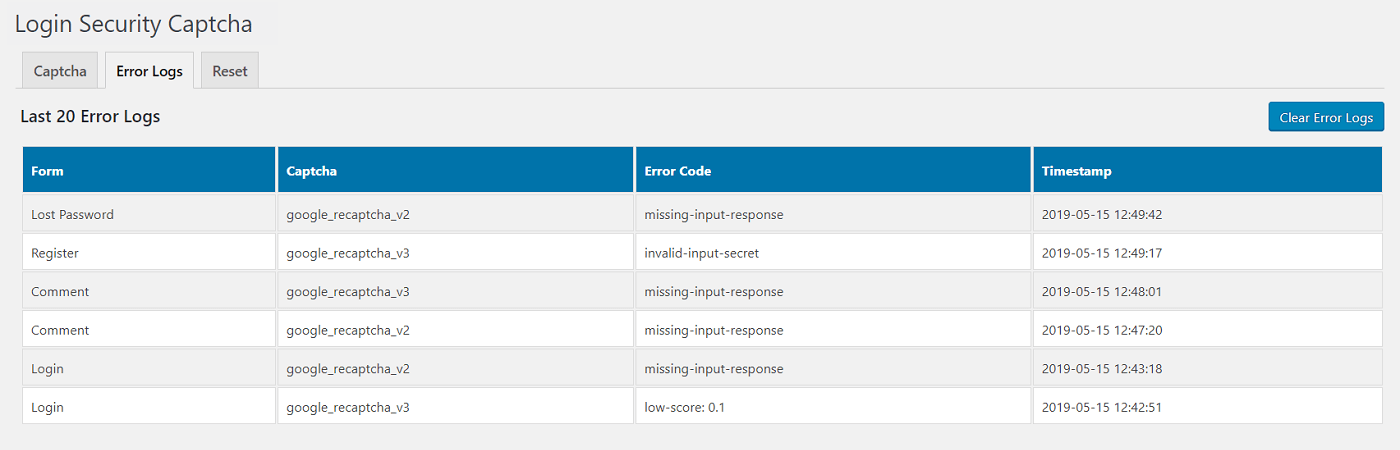 Login Security Captcha
Captcha Error Logs Reset
Last 20 Error Logs Clear Error Logs
Form Captcha Error Code Timestamp
Lost Password google_recaptcha_v2 missing-input-response 2019-05-15 12:49:42
Register google_recaptcha_v3 invalid-input-secret 2019-05-15 12:49:17
Comment google_recaptcha_v3 missing-input-response 2019-05-15 12:48:01
Comment google_recaptcha_v2 missing-input-response 2019-05-15 12:47:20
Login google_recaptcha_v2 missing-input-response 2019-05-15 12:43:18
Login google_recaptcha_v3 low-score: 0.1 2019-05-15 12:42:51